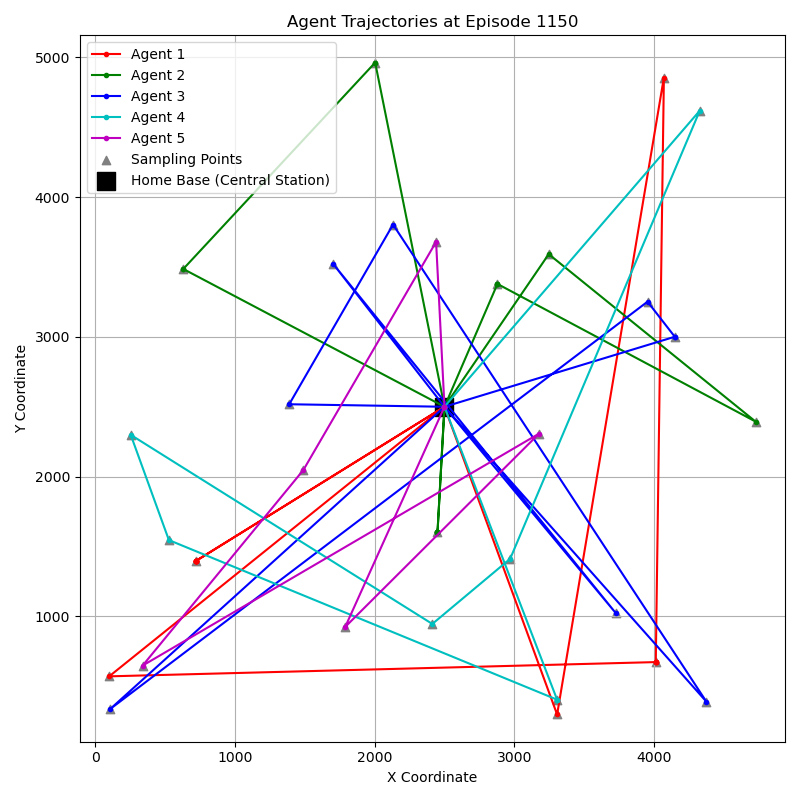 Agent Trajectories at Episode 1150
Agent 1
Agent 2
Agent 3
Agent 4
Agent 5
Sampling Points
Home Base (Central Station)
5000
4000
3000
2000
1000
Y Coordinate
0 1000 2000 3000 4000
X Coordinate